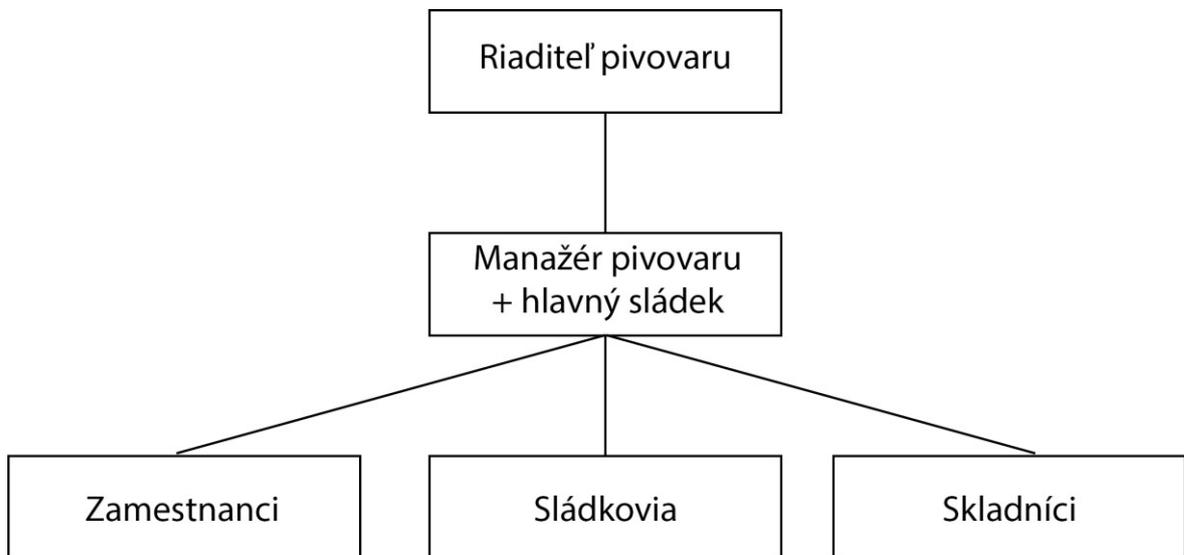 Riaditeľ pivovaru
Manažér pivovaru
+ hlavný sládek
Zamestnanci
Sládkovia
Skladníci